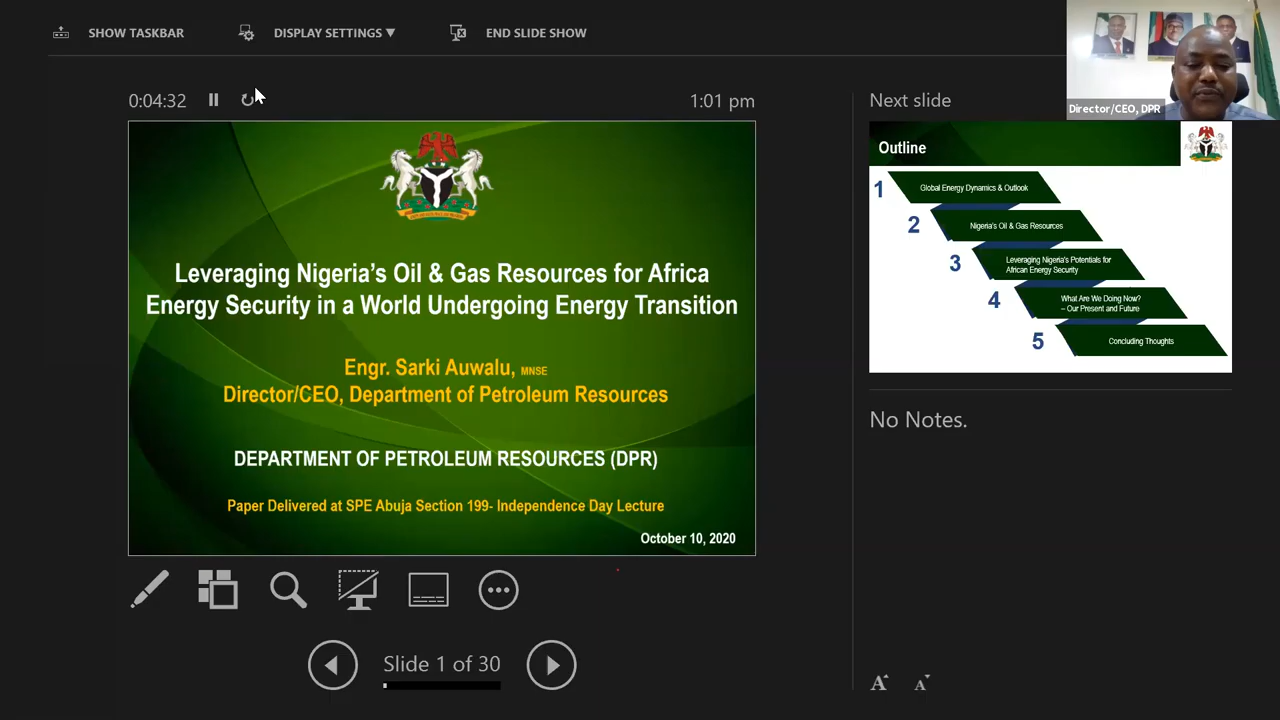 SHOW TASKBAR
DISPLAY SETTINGS ▼
END SLIDE SHOW
0:04:32
1:01 pm
Leveraging Nigeria's Oil & Gas Resources for Africa
Energy Security in a World Undergoing Energy Transition
Engr. Sarki Auwalu, MNSE
Director/CEO, Department of Petroleum Resources
DEPARTMENT OF PETROLEUM RESOURCES (DPR)
Paper Delivered at SPE Abuja Section 199- Independence Day Lecture
October 10, 2020
Slide 1 of 30
Director/CEO, DPR
Next slide
Outline
1 Global Energy Dynamics & Outlook
2 Nigeria's Oil & Gas Resources
3 Leveraging Nigeria's Potentials for
African Energy Security
4 What Are We Doing Now?
– Our Present and Future
5 Concluding Thoughts
No Notes.
A A